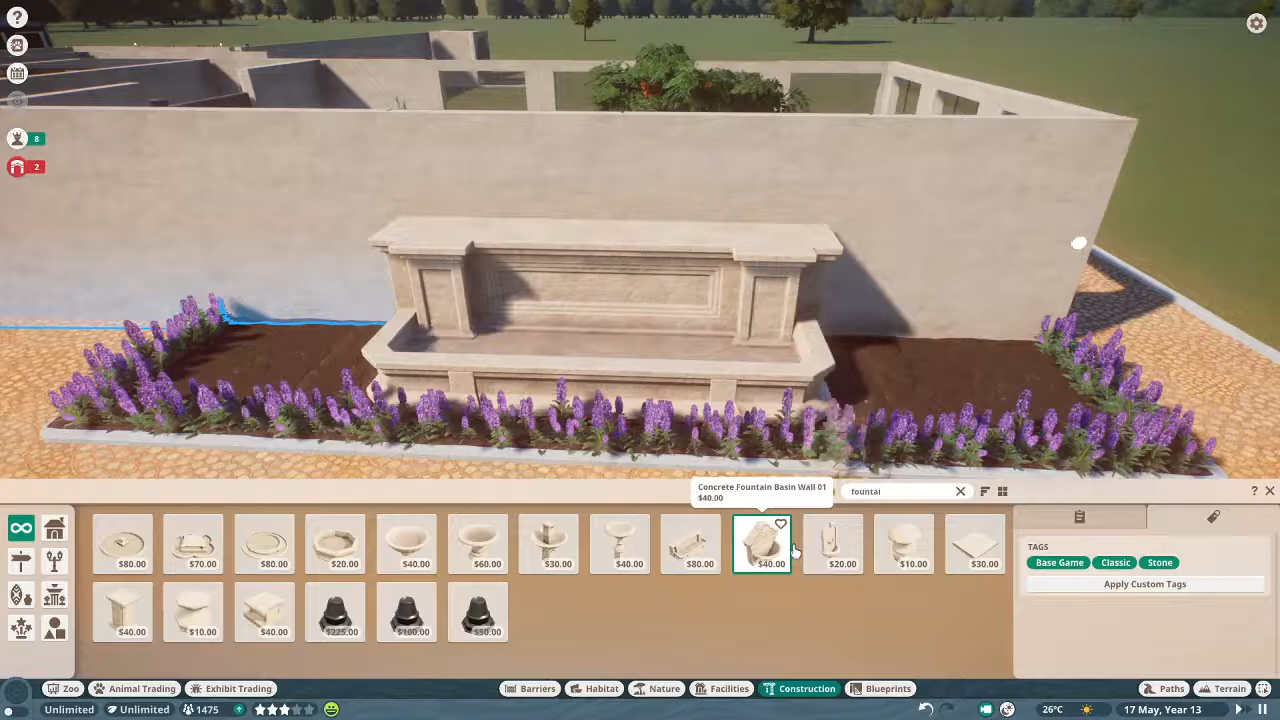 ?
8
2
Concrete Fountain Basin Wall 01
$40.00
fountai
?
$80.00 $70.00 $80.00 $20.00 $40.00 $60.00 $30.00 $40.00 $80.00 $40.00 $20.00 $10.00 $30.00
$40.00 $10.00 $40.00 $225.00 $100.00 $50.00
TAGS
Base Game Classic Stone
Apply Custom Tags
Zoo Animal Trading Exhibit Trading Barriers Habitat Nature Facilities Construction Blueprints Paths Terrain
Unlimited Unlimited 1475 26°C 17 May, Year 13